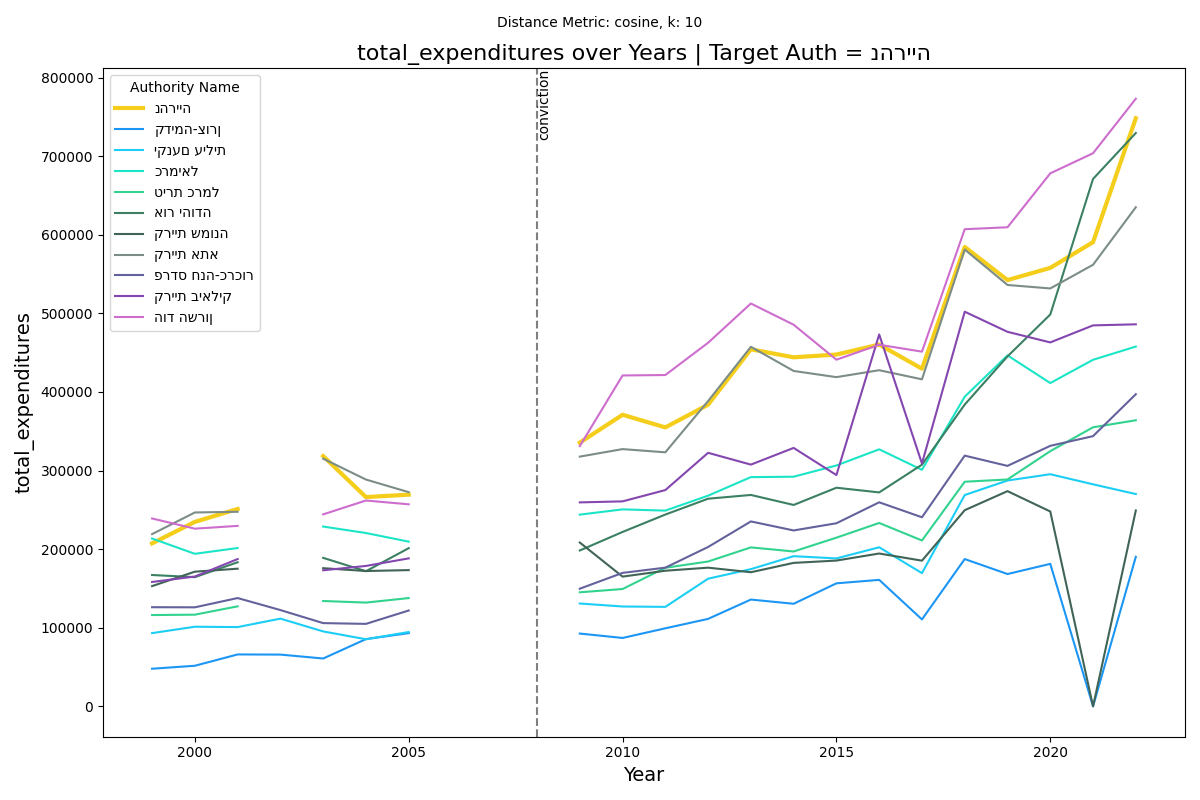 Distance Metric: cosine, k: 10
total_expenditures over Years | Target Auth = נהרייה
Authority Name
נהרייה
קדימה-צורן
יקנעם עילית
כרמיאל
טירת כרמל
אור יהודה
קריית שמונה
קריית אתא
פרדס חנה-כרכור
קריית ביאליק
הוד השרון
conviction
total_expenditures
800000
700000
600000
500000
400000
300000
200000
100000
0
2000
2005
2010
2015
2020
Year